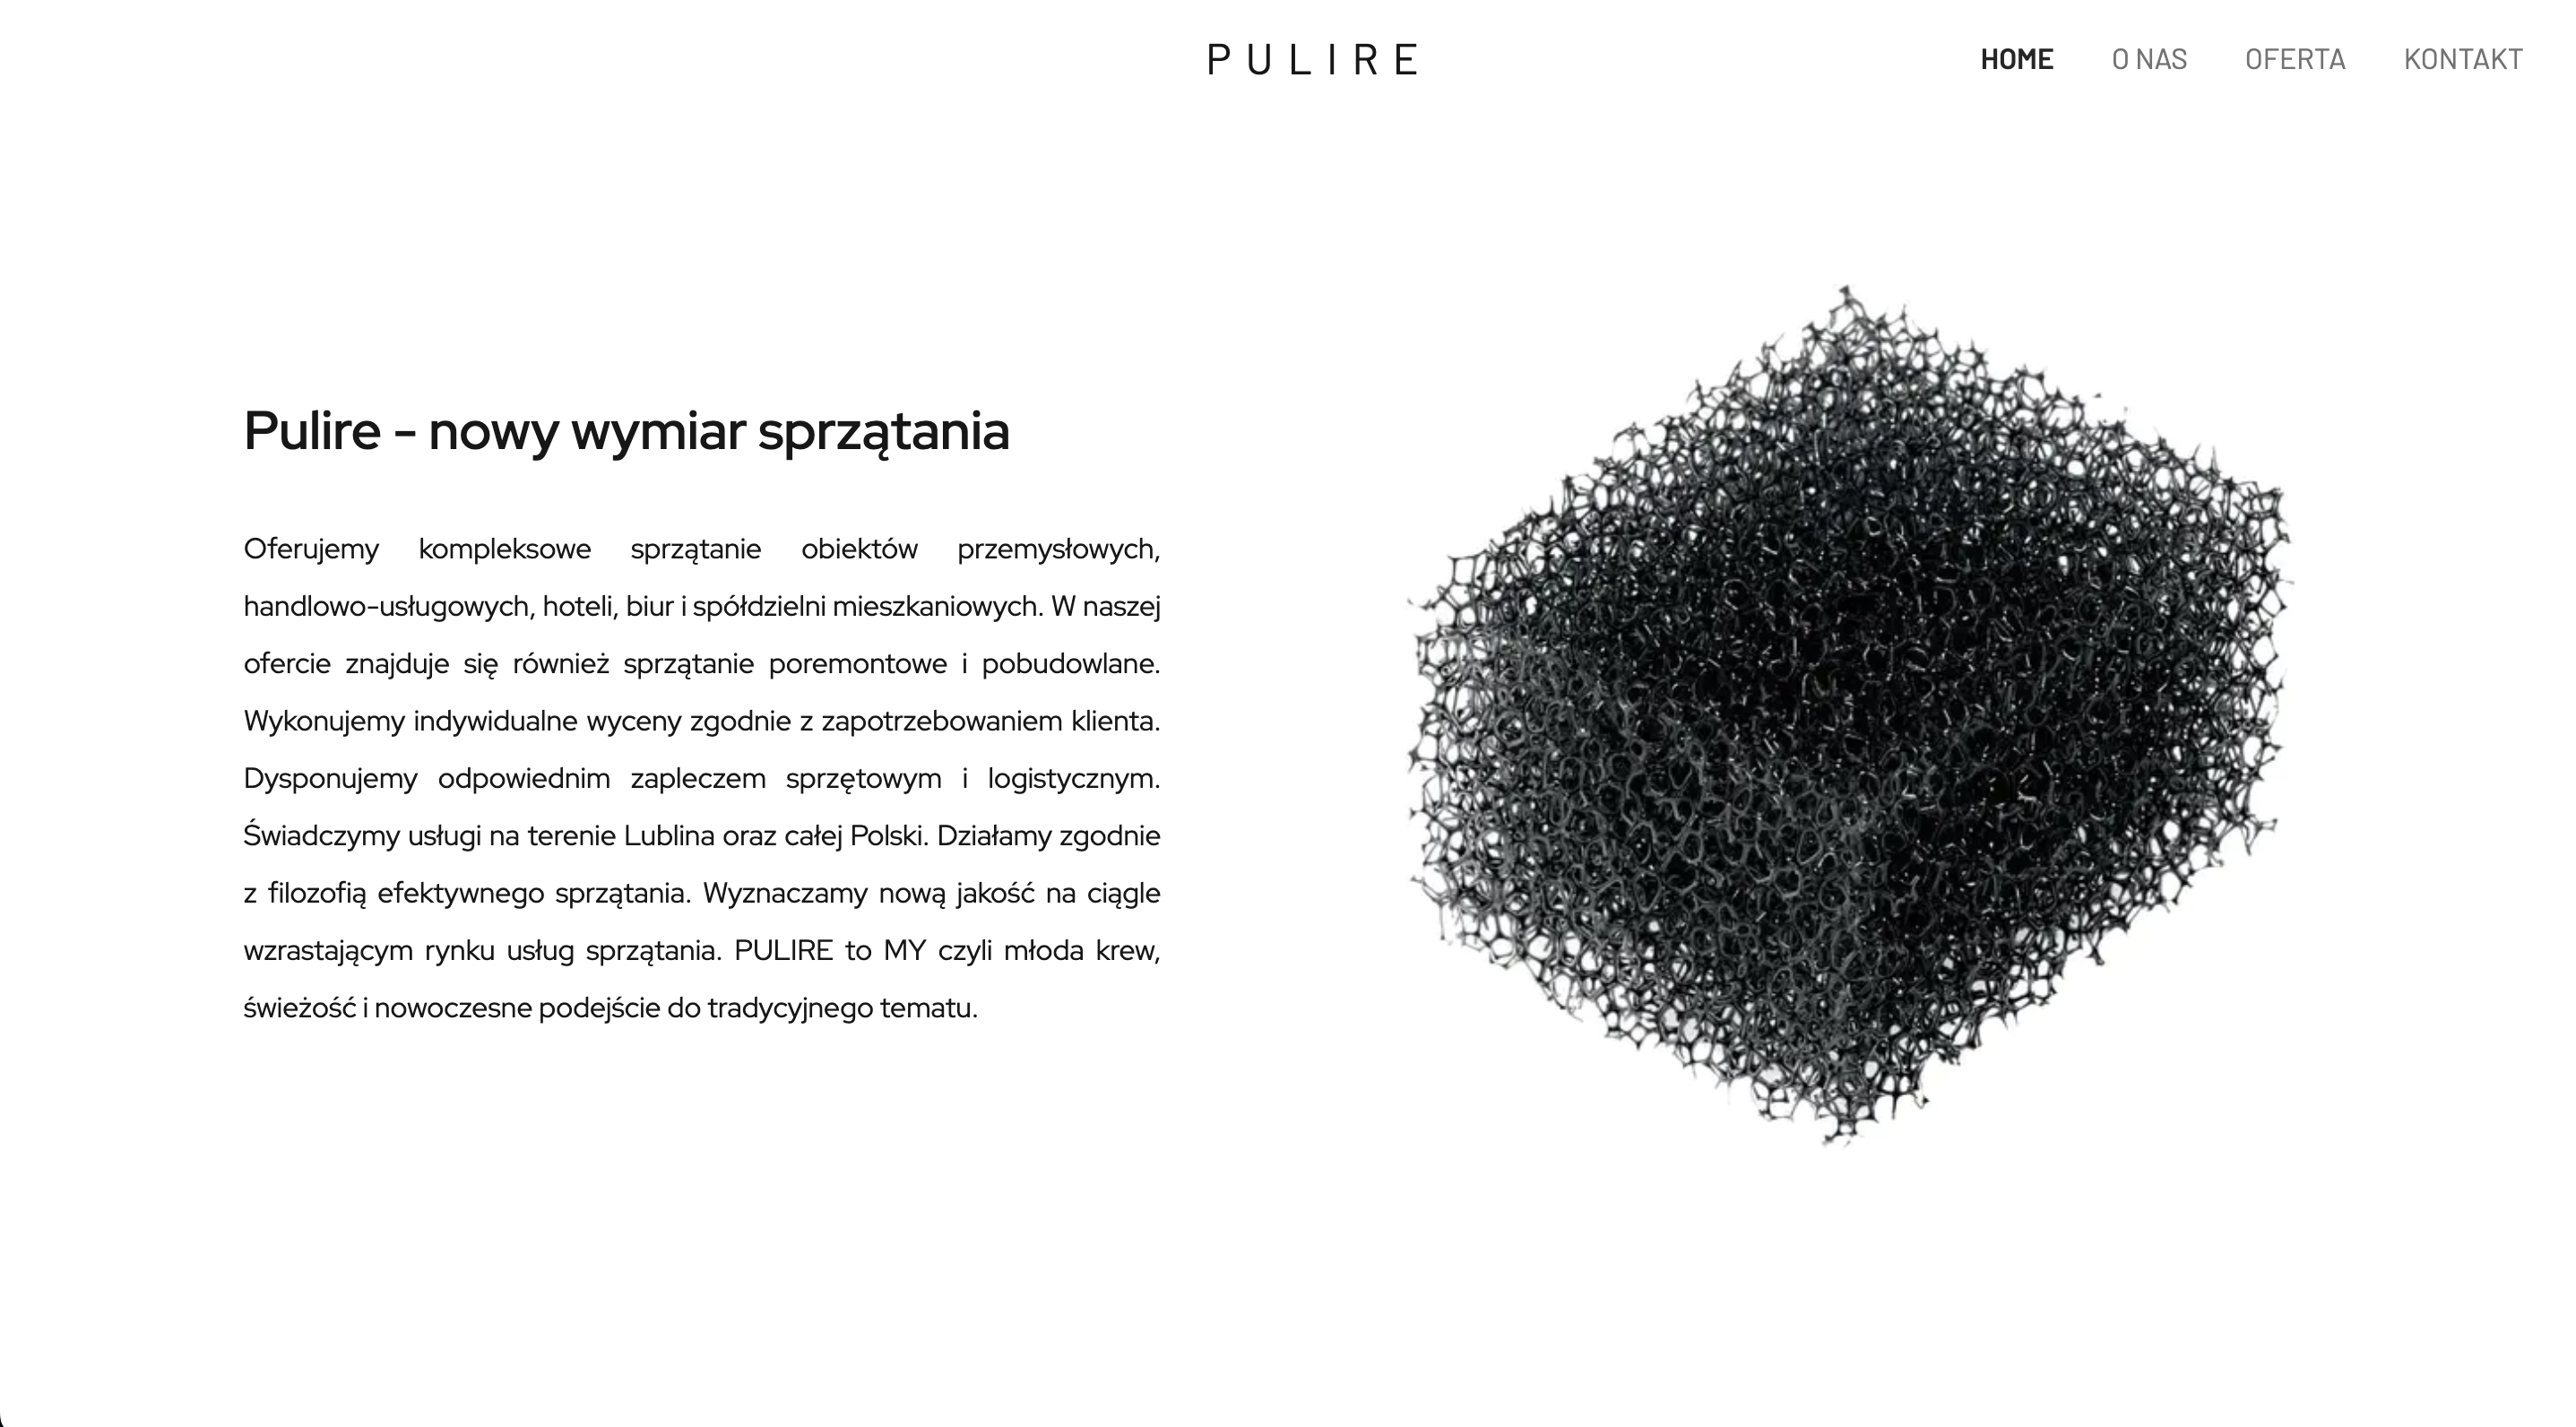 PULIRE
HOME O NAS OFERTA KONTAKT
Pulire - nowy wymiar sprzątania
Oferujemy kompleksowe sprzątanie obiektów przemysłowych,
handlowo-usługowych, hoteli, biur i spółdzielni mieszkaniowych. W naszej
ofercie znajduje się również sprzątanie poremontowe i pobudowlane.
Wykonujemy indywidualne wyceny zgodnie z zapotrzebowaniem klienta.
Dysponujemy odpowiednim zapleczem sprzętowym i logistycznym.
Świadczymy usługi na terenie Lublina oraz całej Polski. Działamy zgodnie
z filozofią efektywnego sprzątania. Wyznaczamy nową jakość na ciągle
wzrastającym rynku usług sprzątania. PULIRE to MY czyli młoda krew,
świeżość i nowoczesne podejście do tradycyjnego tematu.